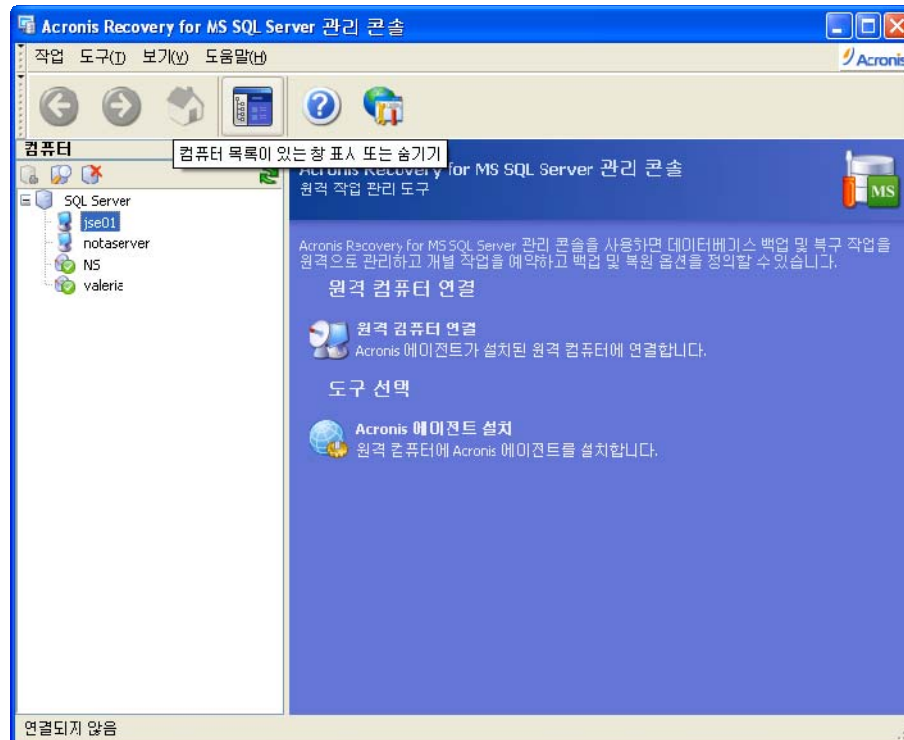 Acronis Recovery for MS SQL Server 관리 콘솔
작업 도구(T) 보기(V) 도움말(H)
Acronis
컴퓨터 목록이 있는 창 표시 또는 숨기기
컴퓨터
SQL Server
jse01
notaserver
NS
valeria
Acronis Recovery for MS SQL Server 관리 콘솔
원격 작업 관리 도구
MS
Acronis Recovery for MS SQL Server 관리 콘솔을 사용하면 데이터베이스 백업 및 복구 작업을
원격으로 관리하고 개별 작업을 예약하고 백업 및 복원 옵션을 정의할 수 있습니다.
원격 컴퓨터 연결
원격 컴퓨터 연결
Acronis 에이전트가 설치된 원격 컴퓨터에 연결합니다.
도구 선택
Acronis 에이전트 설치
원격 컴퓨터에 Acronis 에이전트를 설치합니다.
연결되지 않음